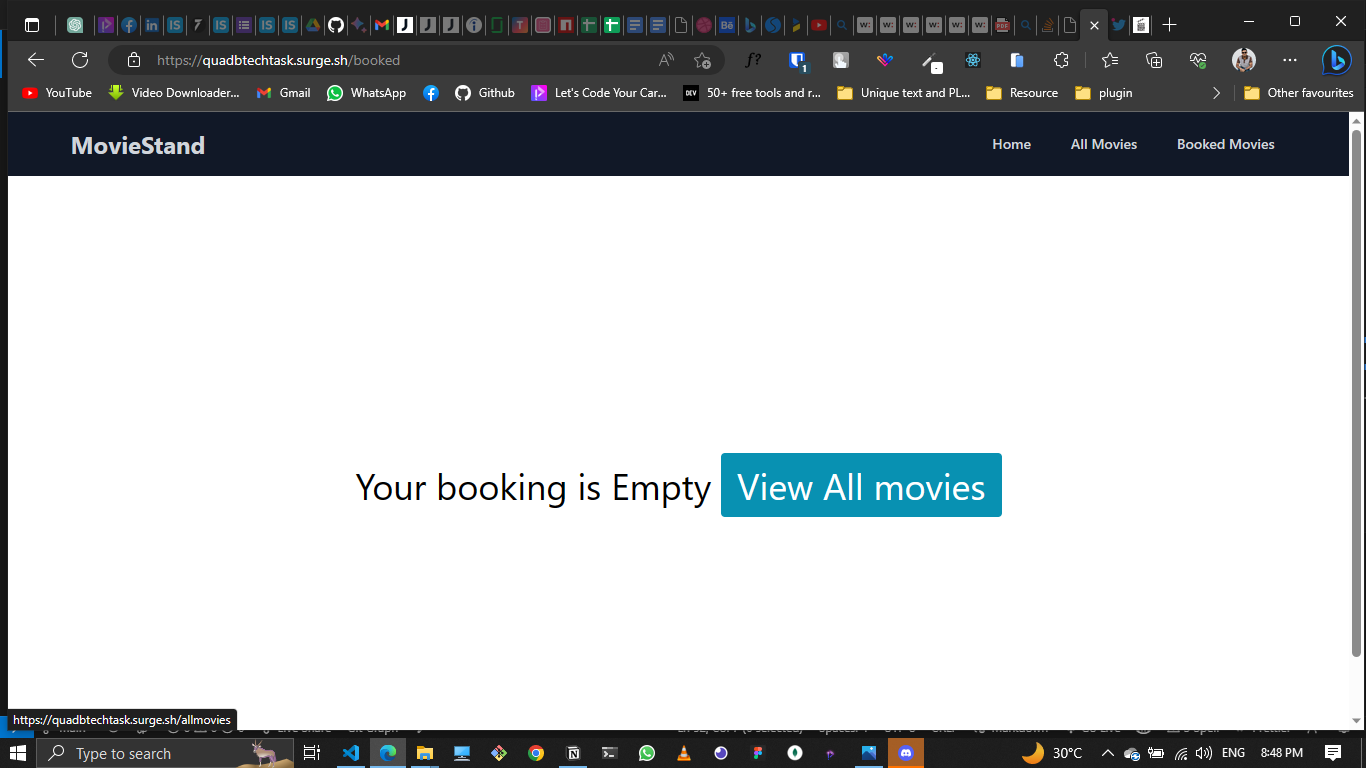 https://quadbtechtask.surge.sh/booked
YouTube
Video Downloader...
Gmail
WhatsApp
Github
Let's Code Your Car...
50+ free tools and r...
Unique text and PL...
Resource
plugin
Other favourites
MovieStand
Home
All Movies
Booked Movies
Your booking is Empty
View All movies
https://quadbtechtask.surge.sh/allmovies
Type to search
30°C
ENG
8:48 PM